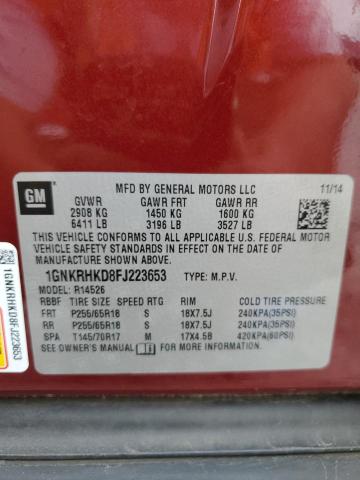 GM
MFD BY GENERAL MOTORS LLC 11/14
GVWR GAWR FRT GAWR RR
2908 KG 1450 KG 1600 KG
6411 LB 3196 LB 3527 LB
THIS VEHICLE CONFORMS TO ALL APPLICABLE U.S. FEDERAL MOTOR
VEHICLE SAFETY STANDARDS IN EFFECT ON THE DATE OF
MANUFACTURE SHOWN ABOVE.
1GNKRHKD8FJ223653 TYPE: M.P.V.
MODEL: R14526
RBBF TIRE SIZE SPEED RTG RIM COLD TIRE PRESSURE
FRT P255/65R18 S 18X7.5J 240KPA(35PSI)
RR P255/65R18 S 18X7.5J 240KPA(35PSI)
SPA T145/70R17 M 17X4.5B 420KPA(60PSI)
SEE OWNER'S MANUAL FOR ADDITIONAL INFORMATION
1GNKRHKD8FJ223653